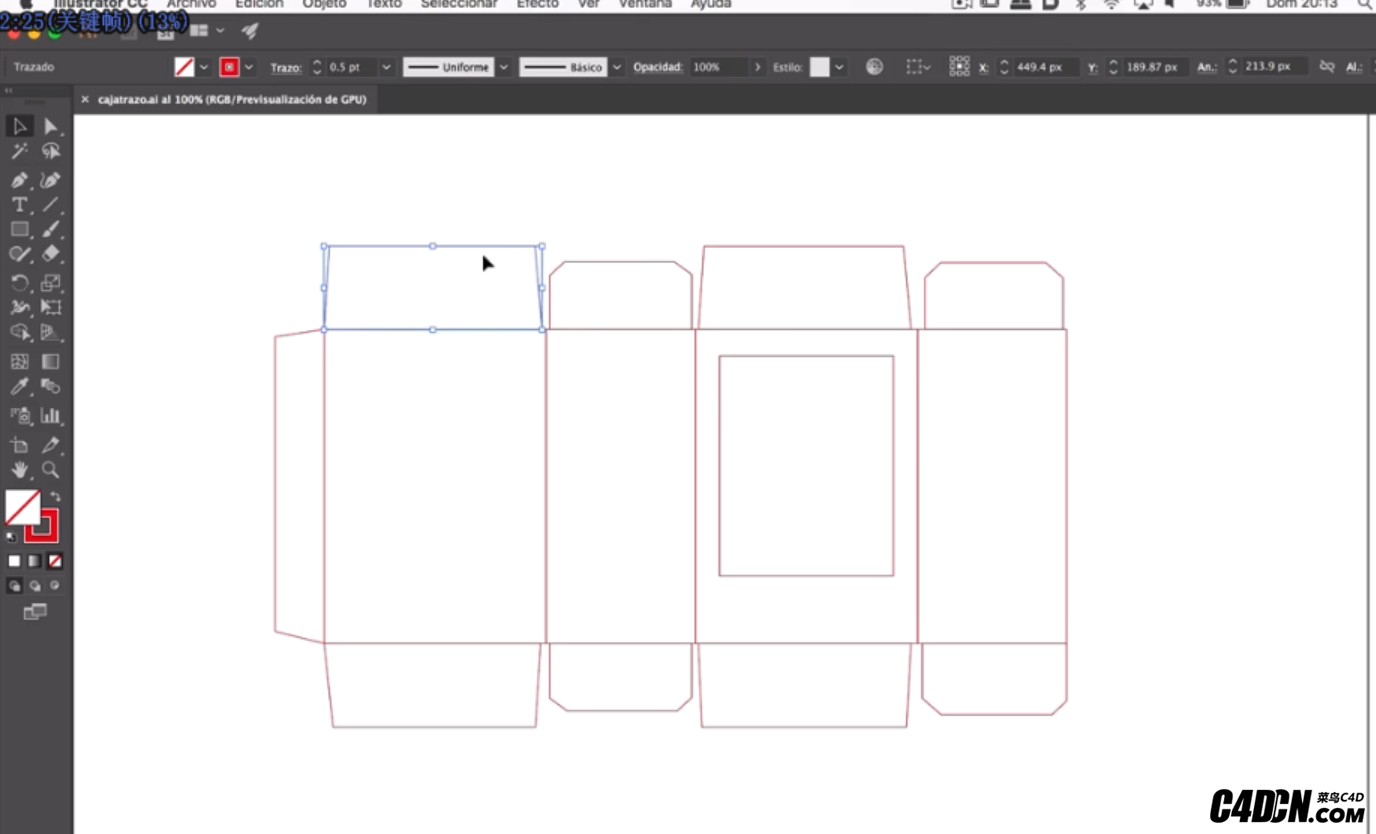 Illustrator CC Archivo Edición Objeto Texto Seleccionar Efecto Ver Ventana Ayuda 93% Dom 20:13
2:25(关键帧)(13%)
Trazado Trazo: 0.5 pt Uniforme Básico Opacidad: 100% Estilo: X: 449.4 px Y: 189.87 px An.: 213.9 px Al.:
× cajatrazo.ai al 100% (RGB/Previsualización de GPU)
C4DCN.COM 菜鸟C4D